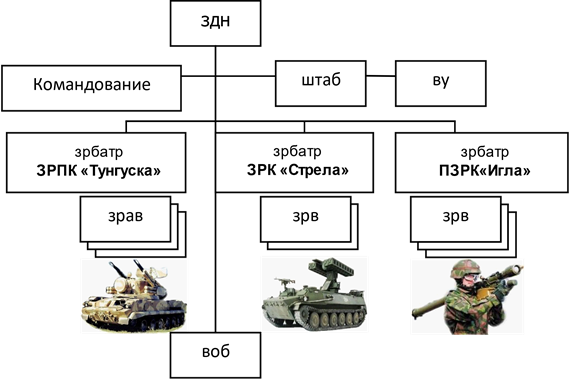 здн
Командование
штаб
ву
зрбатр
ЗРПК «Тунгуска»
зрбатр
ЗРК «Стрела»
зрбатр
ПЗРК«Игла»
зрав
зрв
зрв
воб